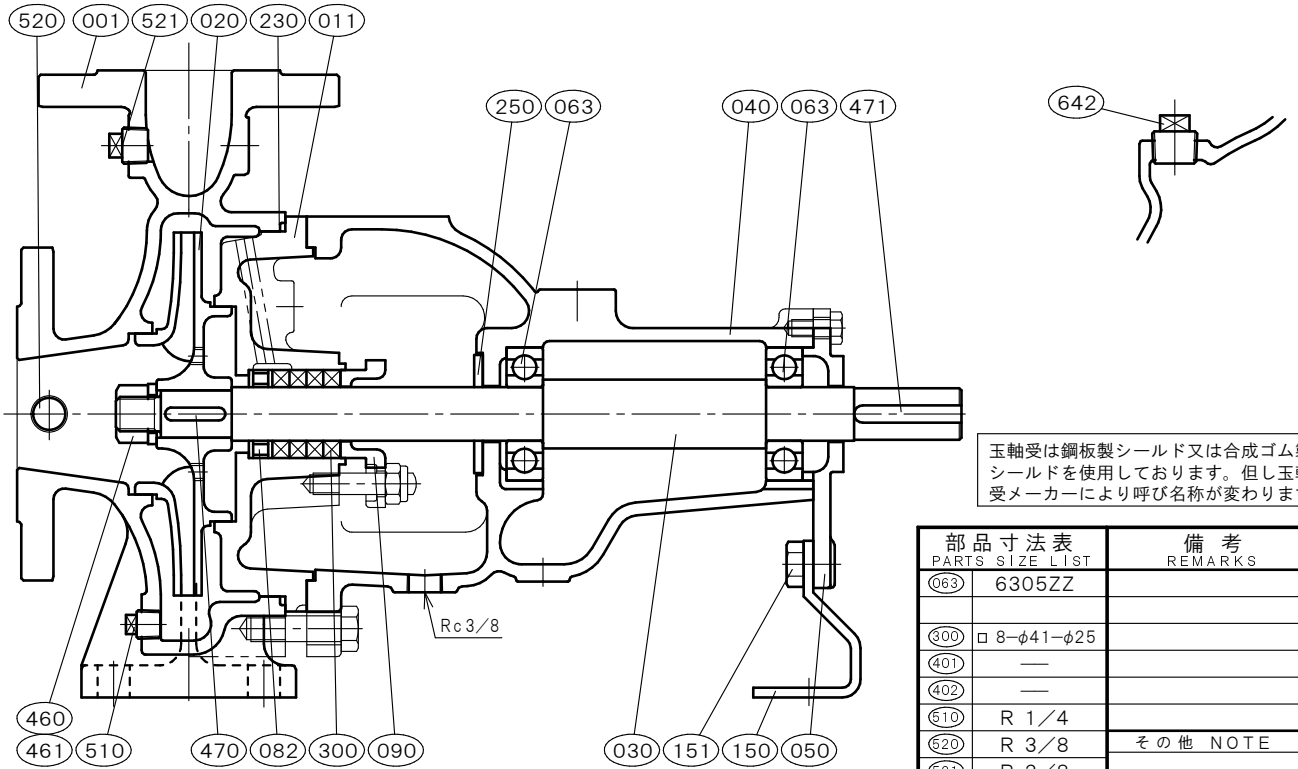 520 001 521 020 230 011
250 063 040 063 471
642
玉軸受は鋼板製シールド又は合成ゴム
シールドを使用しております。但し玉
受メーカーにより呼び名称が変わりま
部品寸法表 備考
PARTS SIZE LIST REMARKS
063 6305ZZ
300 □ 8-φ41-φ25
401 —
402 —
510 R 1/4
520 R 3/8 その他 NOTE
Rc3/8
460
461 510 470 082 300 090 030 151 150 050